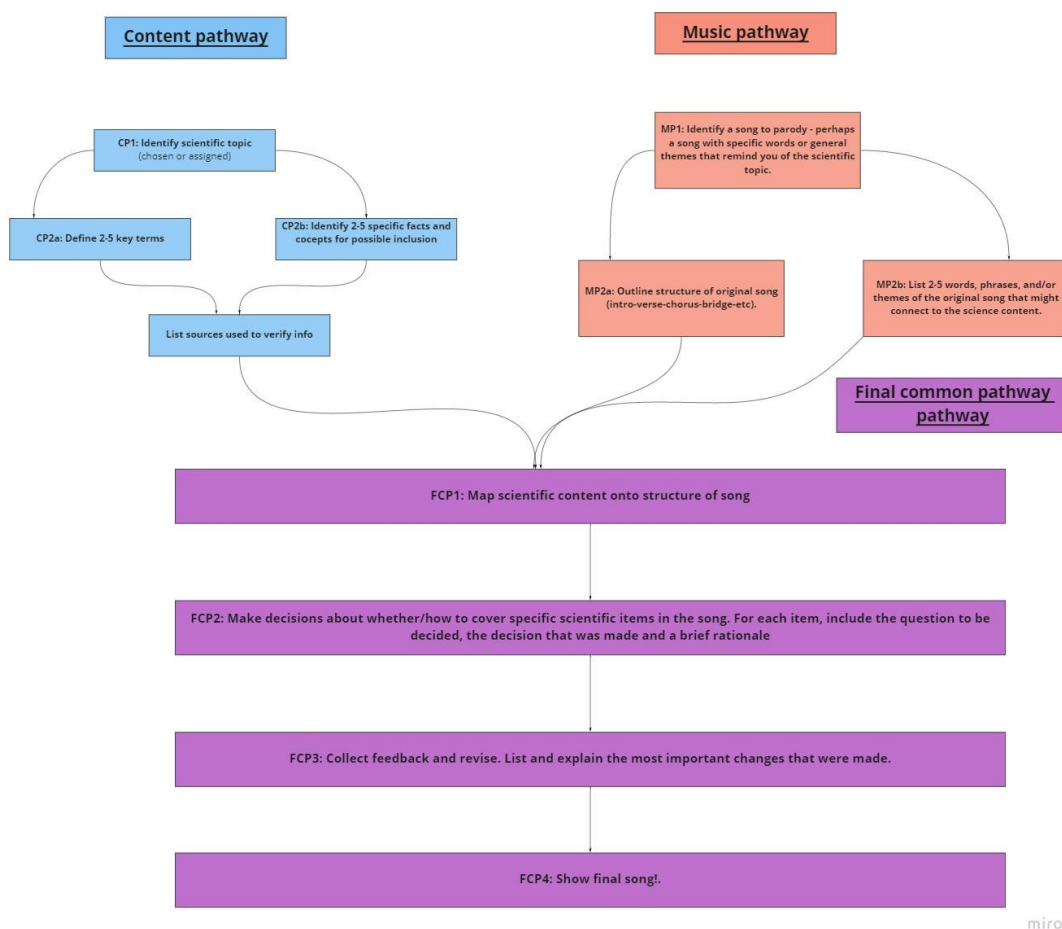 Content pathway
Music pathway
CP1: Identify scientific topic
(chosen or assigned)
MP1: Identify a song to parody - perhaps
a song with specific words or general
themes that remind you of the scientific
topic.
CP2a: Define 2-5 key terms
CP2b: Identify 2-5 specific facts and
cocepts for possible inclusion
MP2a: Outline structure of original song
(intro-verse-chorus-bridge-etc).
MP2b: List 2-5 words, phrases, and/or
themes of the original song that might
connect to the science content.
List sources used to verify info
Final common pathway
pathway
FCP1: Map scientific content onto structure of song
FCP2: Make decisions about whether/how to cover specific scientific items in the song. For each item, include the question to be
decided, the decision that was made and a brief rationale
FCP3: Collect feedback and revise. List and explain the most important changes that were made.
FCP4: Show final song!.
miro